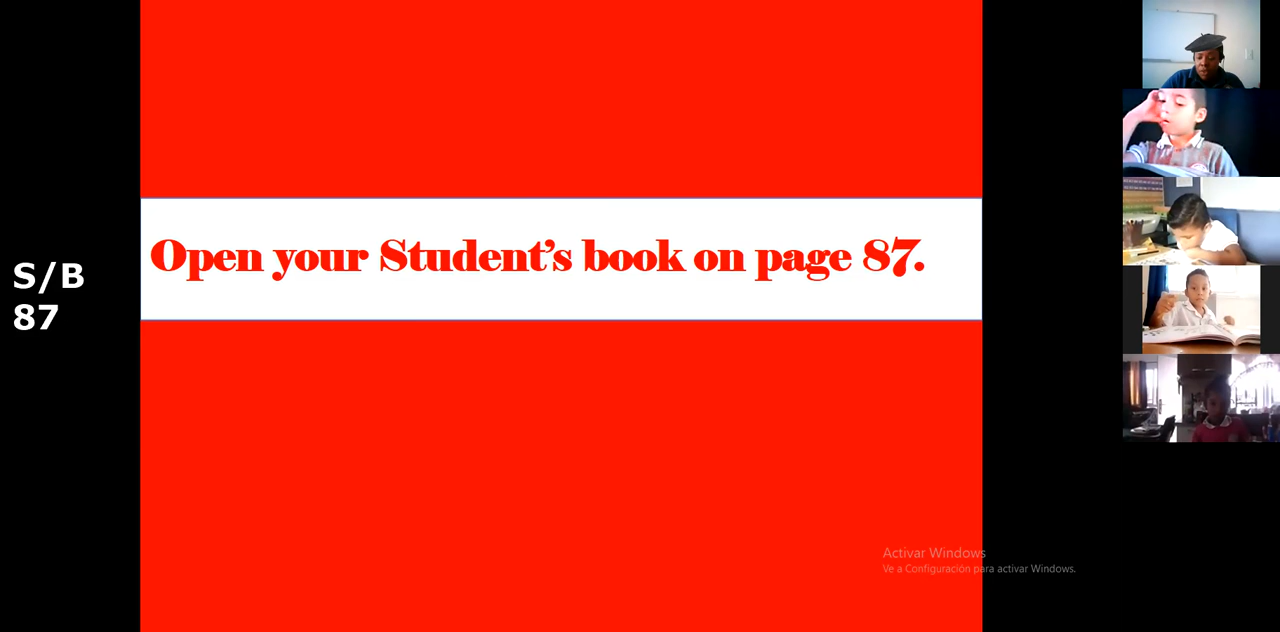 S/B
87
Open your Student's book on page 87.
Activar Windows
Ve a Configuración para activar Windows.